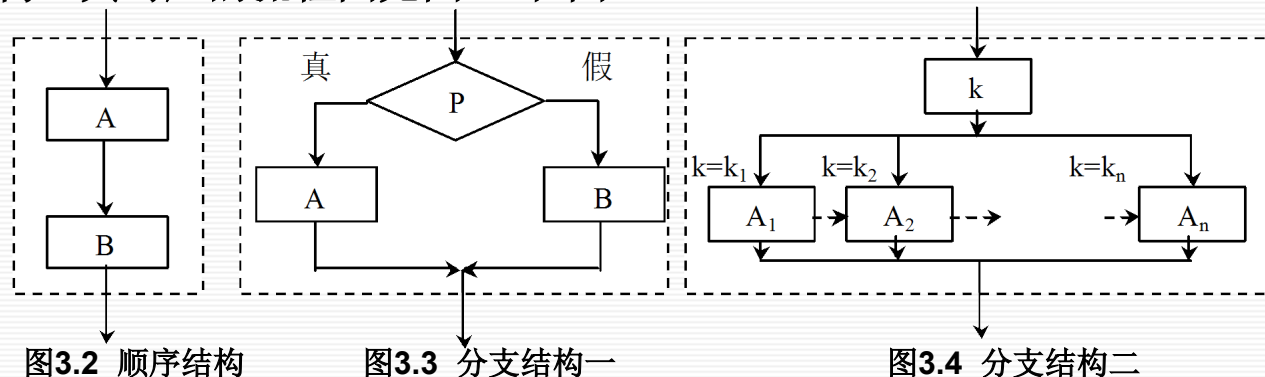 A
B
图3.2 顺序结构
真
假
P
A
B
图3.3 分支结构一
k
k=k₁
k=k₂
k=kₙ
A₁
A₂
Aₙ
图3.4 分支结构二